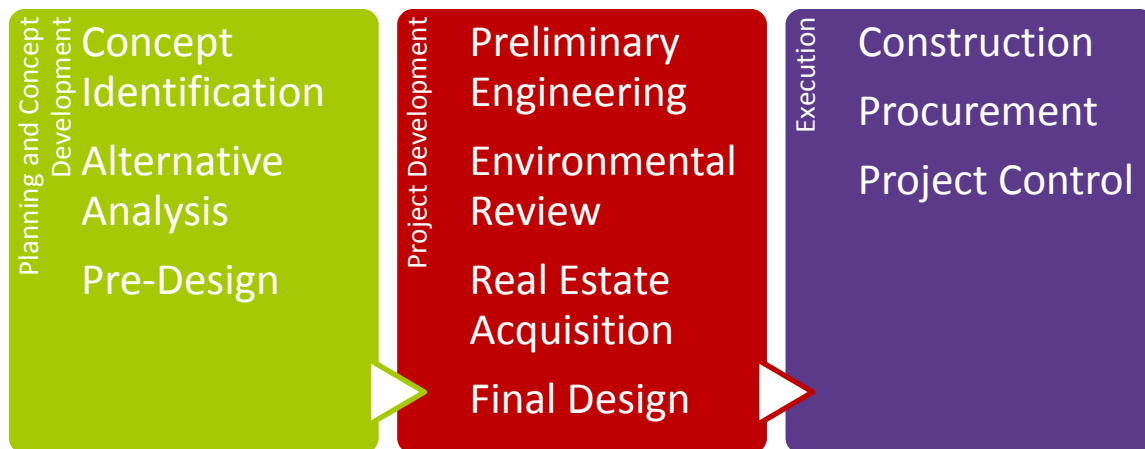 Planning and Concept
Development
Concept
Identification
Alternative
Analysis
Pre-Design
Project Development
Preliminary
Engineering
Environmental
Review
Real Estate
Acquisition
Final Design
Execution
Construction
Procurement
Project Control